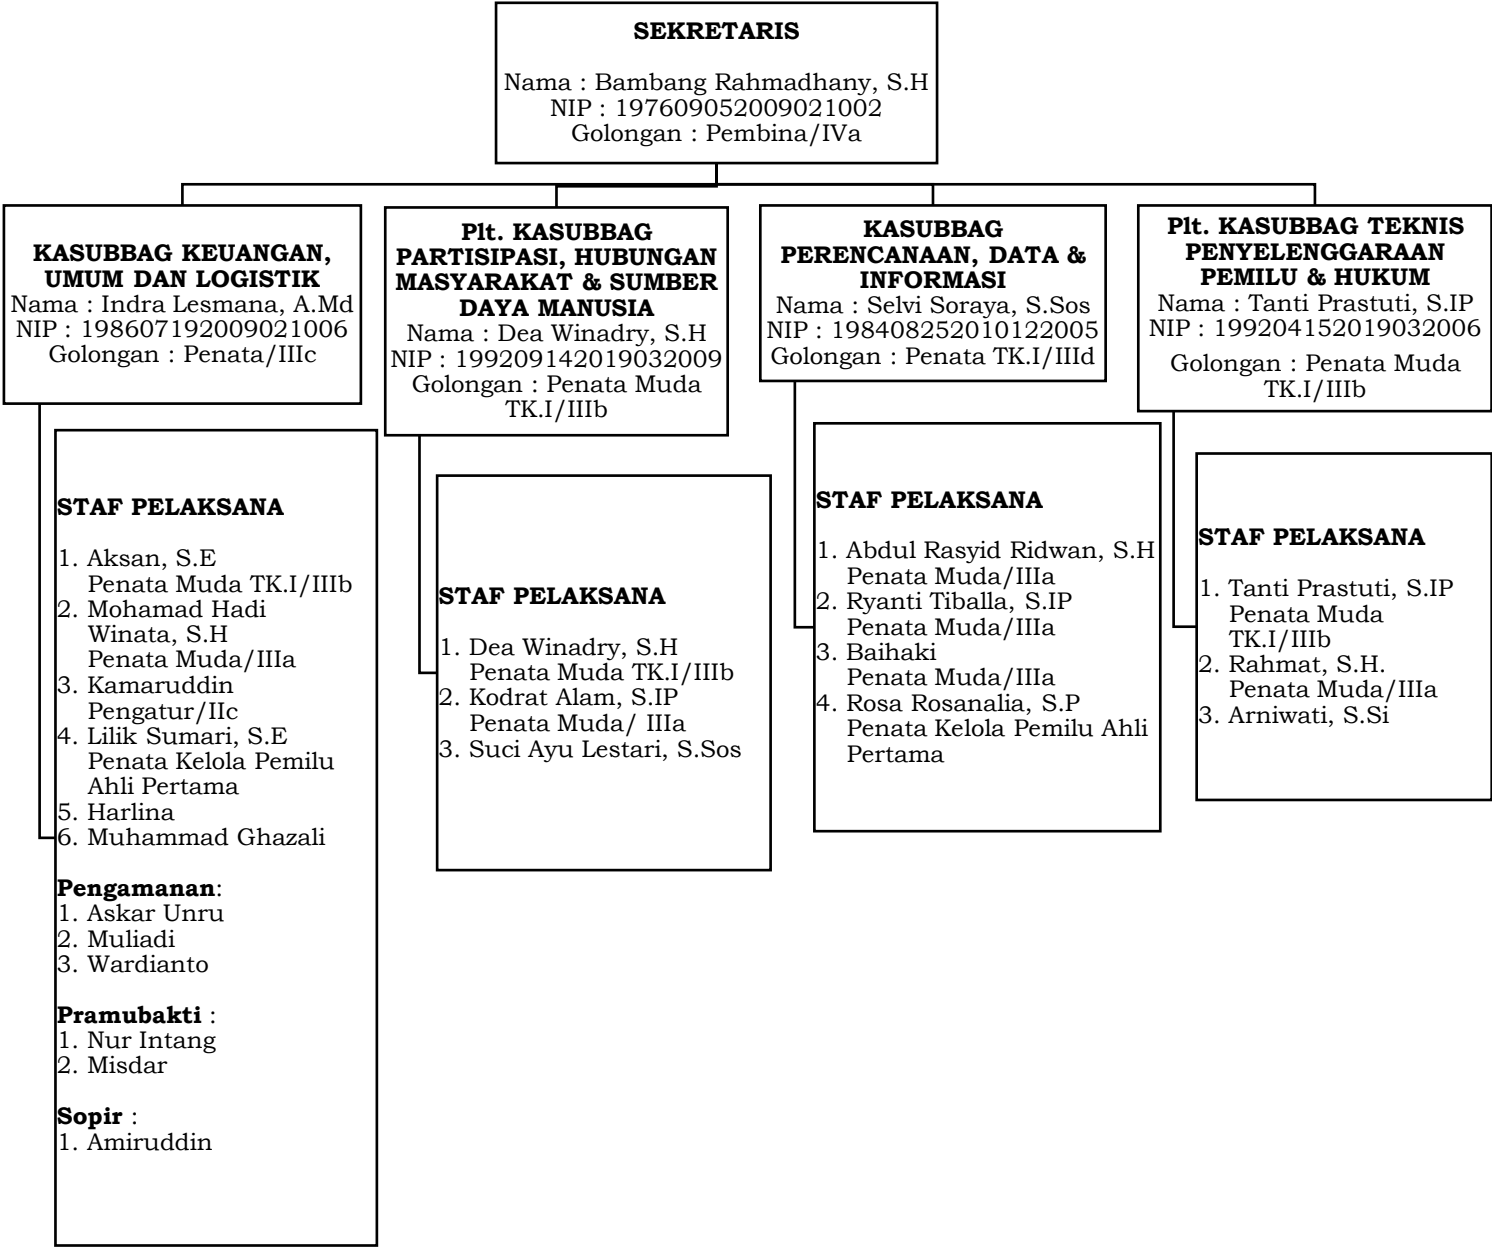 SEKRETARIS
Nama : Bambang Rahmadhany, S.H
NIP : 197609052009021002
Golongan : Pembina/IVa
KASUBBAG KEUANGAN,
UMUM DAN LOGISTIK
Nama : Indra Lesmana, A.Md
NIP : 198607192009021006
Golongan : Penata/IIIc
Plt. KASUBBAG
PARTISIPASI, HUBUNGAN
MASYARAKAT & SUMBER
DAYA MANUSIA
Nama : Dea Winadry, S.H
NIP : 199209142019032009
Golongan : Penata Muda
TK.I/IIIb
KASUBBAG
PERENCANAAN, DATA &
INFORMASI
Nama : Selvi Soraya, S.Sos
NIP : 198408252010122005
Golongan : Penata TK.I/IIId
Plt. KASUBBAG TEKNIS
PENYELENGGARAAN
PEMILU & HUKUM
Nama : Tanti Prastuti, S.IP
NIP : 199204152019032006
Golongan : Penata Muda
TK.I/IIIb
STAF PELAKSANA
1. Aksan, S.E
Penata Muda TK.I/IIIb
2. Mohamad Hadi
Winata, S.H
Penata Muda/IIIa
3. Kamaruddin
Pengatur/IIc
4. Lilik Sumari, S.E
Penata Kelola Pemilu
Ahli Pertama
5. Harlina
6. Muhammad Ghazali
Pengamanan:
1. Askar Unru
2. Muliadi
3. Wardianto
Pramubakti :
1. Nur Intang
2. Misdar
Sopir :
1. Amiruddin
STAF PELAKSANA
1. Dea Winadry, S.H
Penata Muda TK.I/IIIb
2. Kodrat Alam, S.IP
Penata Muda/ IIIa
3. Suci Ayu Lestari, S.Sos
STAF PELAKSANA
1. Abdul Rasyid Ridwan, S.H
Penata Muda/IIIa
2. Ryanti Tiballa, S.IP
Penata Muda/IIIa
3. Baihaki
Penata Muda/IIIa
4. Rosa Rosanalia, S.P
Penata Kelola Pemilu Ahli
Pertama
STAF PELAKSANA
1. Tanti Prastuti, S.IP
Penata Muda
TK.I/IIIb
2. Rahmat, S.H.
Penata Muda/IIIa
3. Arniwati, S.Si